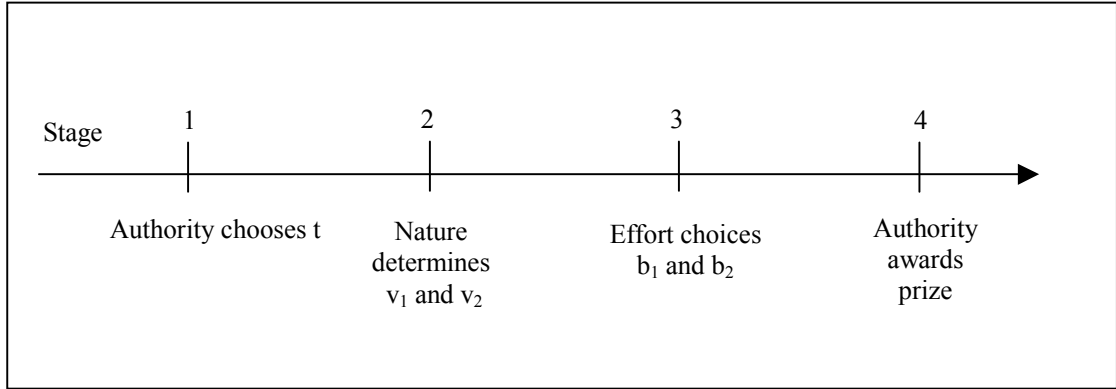 Stage 1 2 3 4
Authority chooses t
Nature
determines
v₁ and v₂
Effort choices
b₁ and b₂
Authority
awards
prize